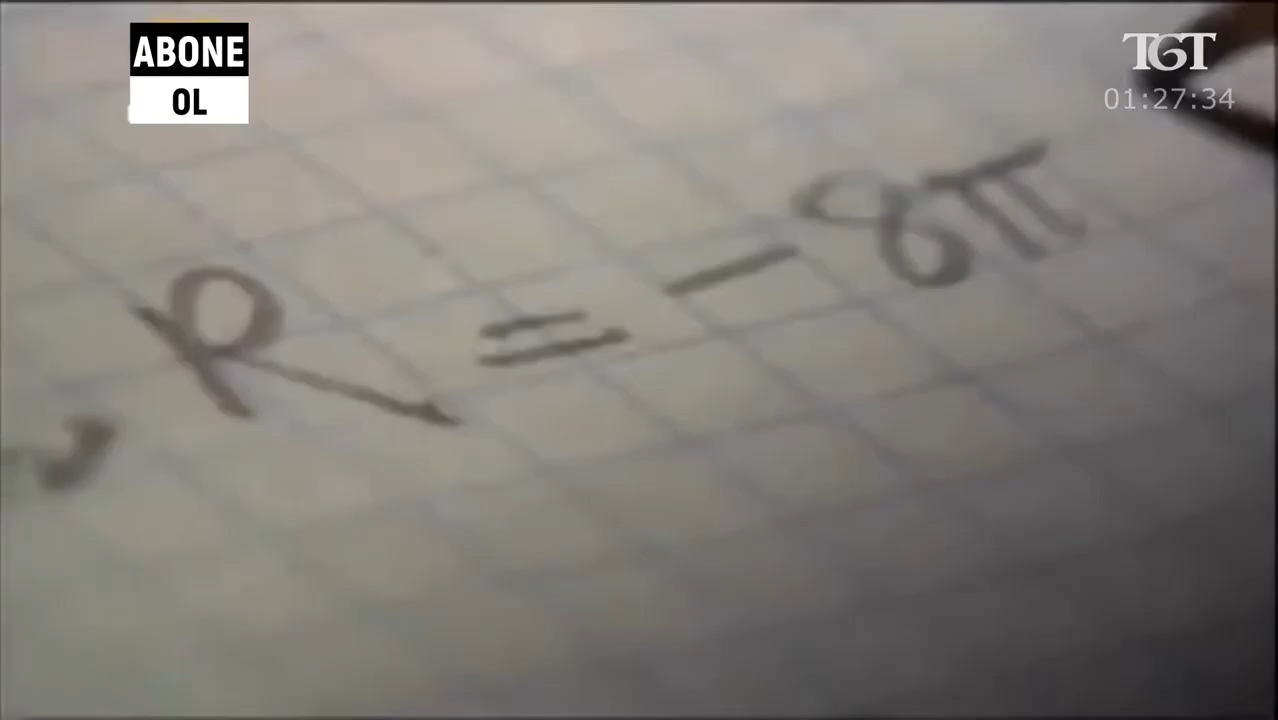 ABONE
OL
TGT
01:27:34
R = -8π